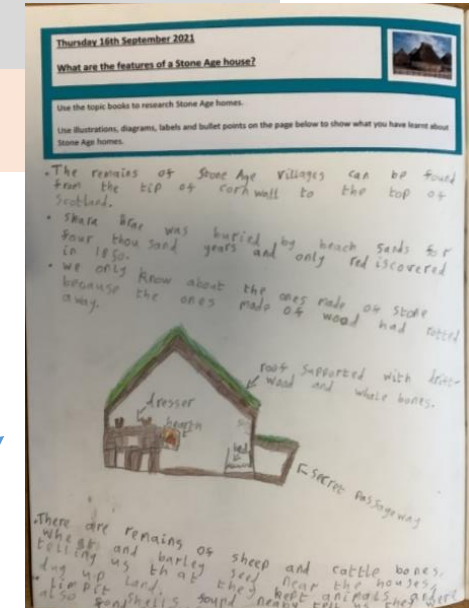 Thursday 16th September 2021
What are the features of a Stone Age house?
Use the topic books to research Stone Age homes.
Use illustrations, diagrams, labels and bullet points on the page below to show what you have learnt about
Stone Age homes.
• The remains of Stone Age villages can be found
from the tip of cornwall to the top of
Scotland.
• Skara Brae was buried by beach sands for
four thousand years and only rediscovered
in 1850.
• we only know about the ones made of stone
because the ones made of wood had rotted
away.
roof supported with drift-
wood and whale bones.
dresser
hearth
bed
secret passageway
• There are remains of sheep and cattle bones,
wheat and barley seed near the houses,
telling us that they kept animals and
dug up land.
• limpit shells found nearby tell us they
also